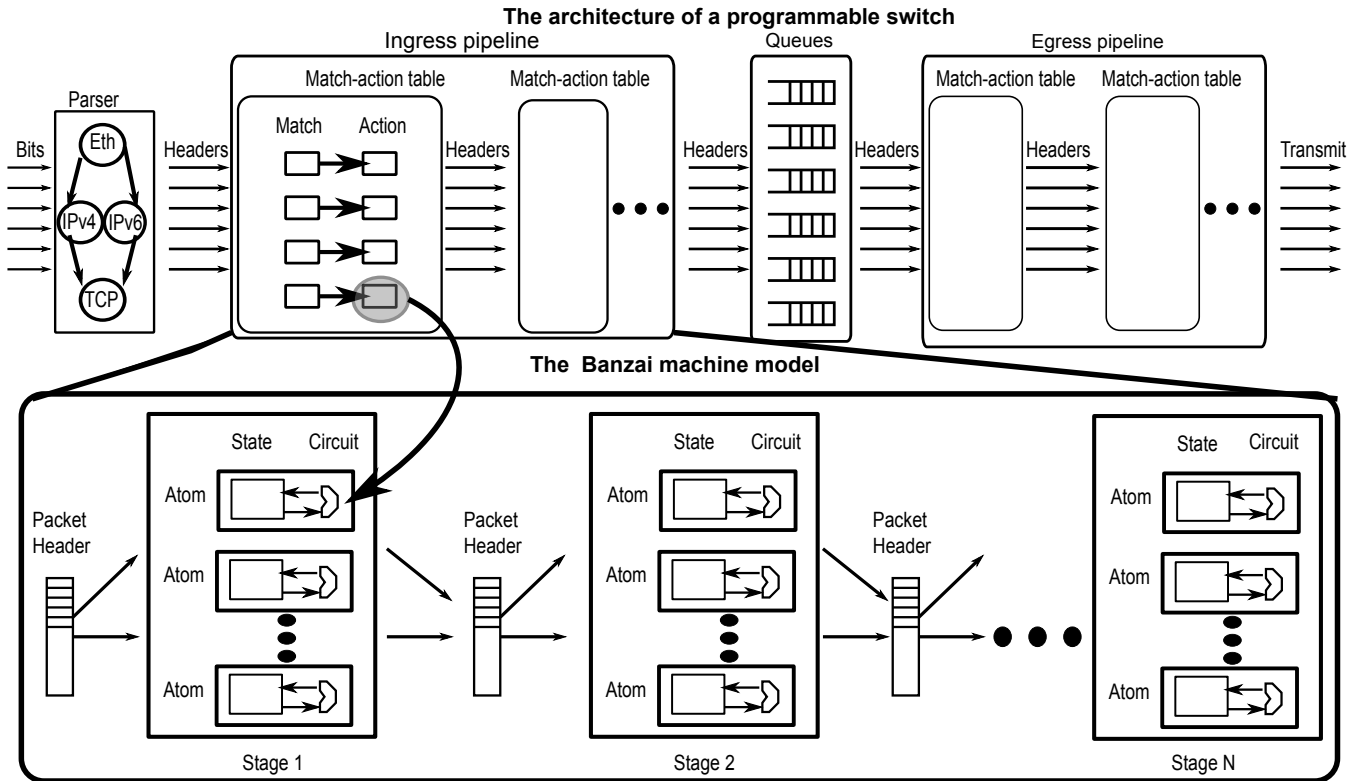 The architecture of a programmable switch
Ingress pipeline
Queues
Egress pipeline
Match-action table
Match-action table
Match-action table
Match-action table
Parser
Match
Action
Eth
Bits
Headers
Headers
Headers
Headers
Headers
Transmit
IPv4
IPv6
TCP
The Banzai machine model
State
Circuit
State
Circuit
State
Circuit
Atom
Atom
Atom
Packet
Header
Packet
Header
Packet
Header
Atom
Atom
Atom
Atom
Atom
Atom
Stage 1
Stage 2
Stage N